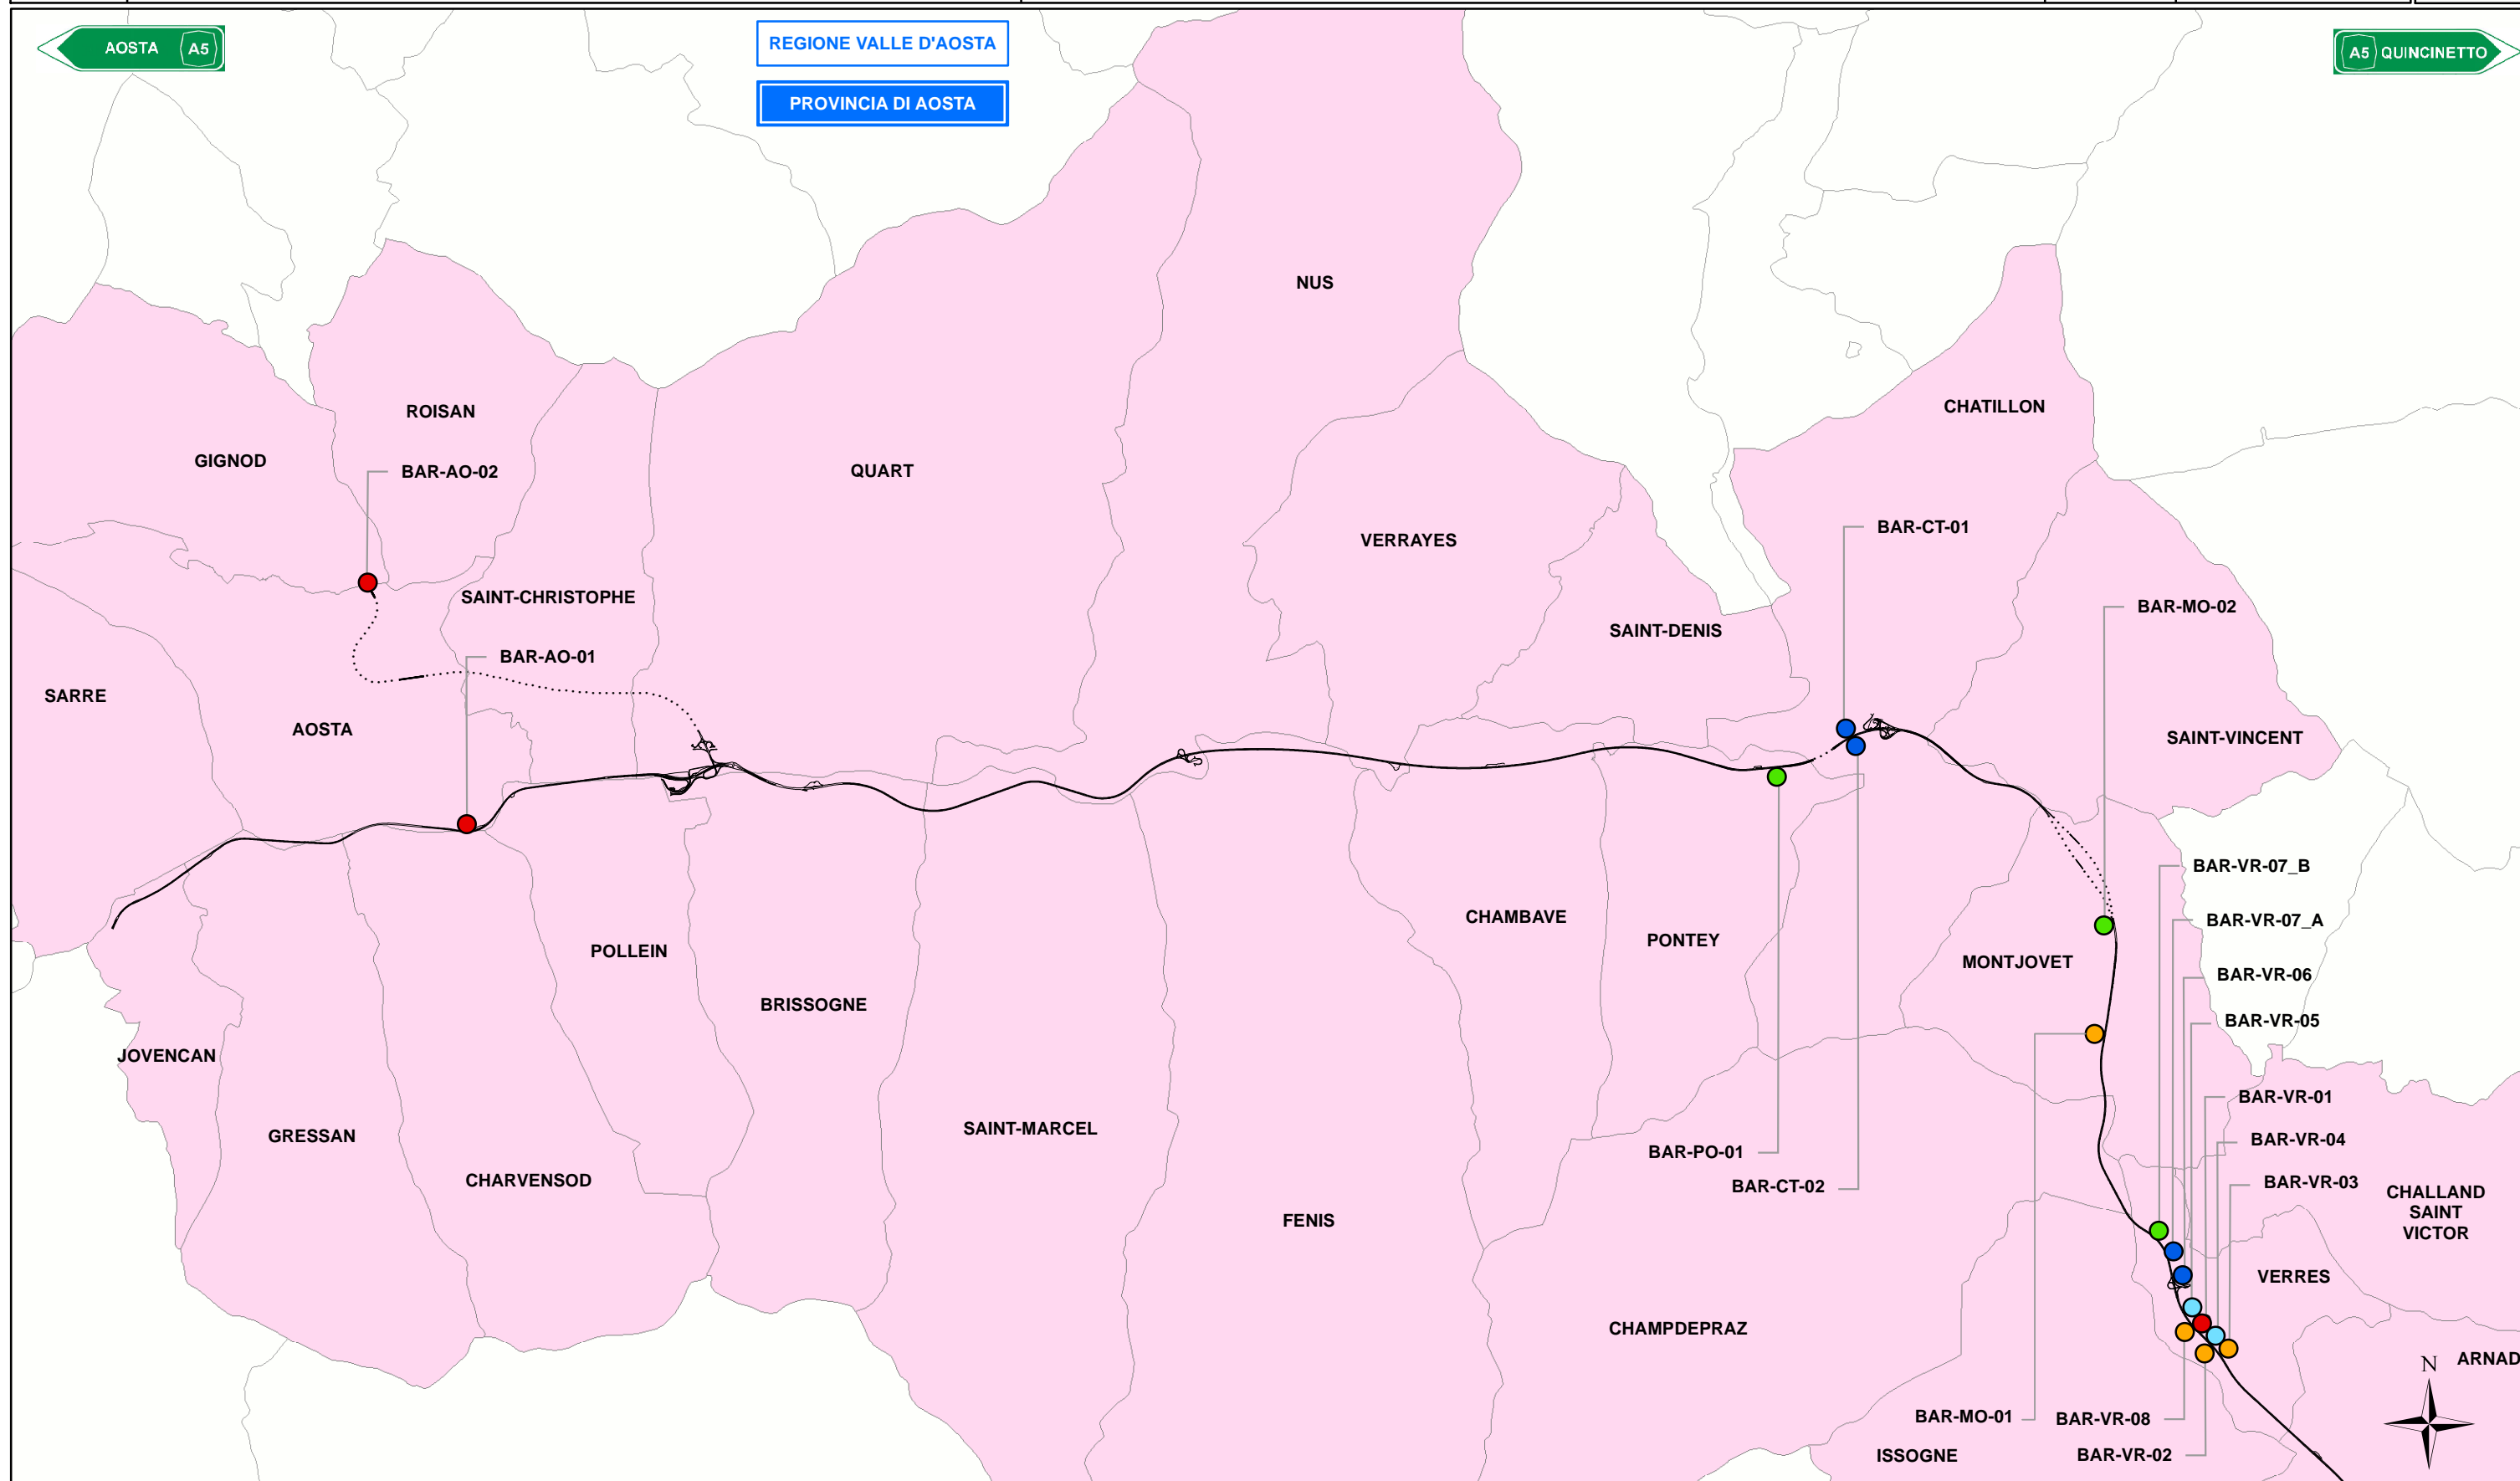 AOSTA A5
REGIONE VALLE D'AOSTA
A5 QUINCINETTO
PROVINCIA DI AOSTA
NUS
ROISAN
CHATILLON
GIGNOD
BAR-AO-02
QUART
BAR-CT-01
VERRAYES
SAINT-CHRISTOPHE
BAR-MO-02
SAINT-DENIS
BAR-AO-01
SARRE
AOSTA
SAINT-VINCENT
BAR-VR-07_B
CHAMBAVE
BAR-VR-07_A
PONTEY
POLLEIN
MONTJOVET
BAR-VR-06
BRISSOGNE
BAR-VR-05
JOVENCAN
BAR-VR-01
SAINT-MARCEL
GRESSAN
BAR-VR-04
BAR-PO-01
CHARVENSOD
BAR-CT-02
BAR-VR-03
CHALLAND
SAINT
VICTOR
FENIS
VERRES
CHAMPDEPRAZ
N
ARNAD
BAR-MO-01
BAR-VR-08
ISSOGNE
BAR-VR-02